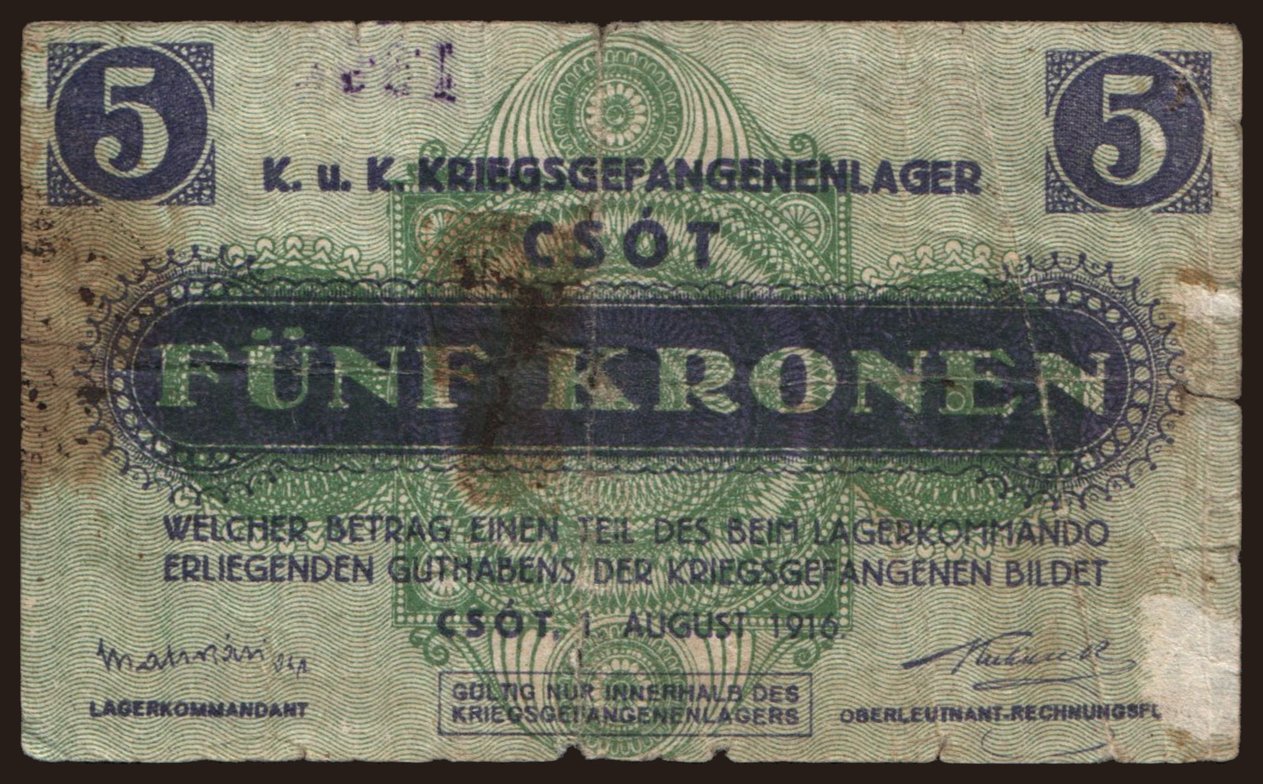 5 5
K. u. K. KRIEGSGEFANGENENLAGER
CSÓT
FÜNF KRONEN
WELCHER BETRAG EINEN TEIL DES BEIM LAGERKOMMANDO
ERLIEGENDEN GUTHABENS DER KRIEGSGEFANGENEN BILDET
CSÓT, 1. AUGUST 1916.
LAGERKOMMANDANT
GÜLTIG NUR INNERHALB DES
KRIEGSGEFANGENENLAGERS
OBERLEUTNANT-RECHNUNGSF